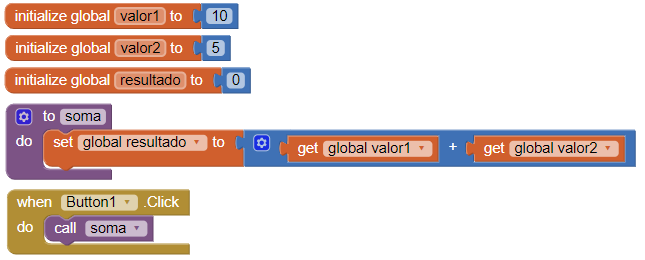 initialize global valor1 to 10
initialize global valor2 to 5
initialize global resultado to 0
to soma
do set global resultado to get global valor1 + get global valor2
when Button1 .Click
do call soma